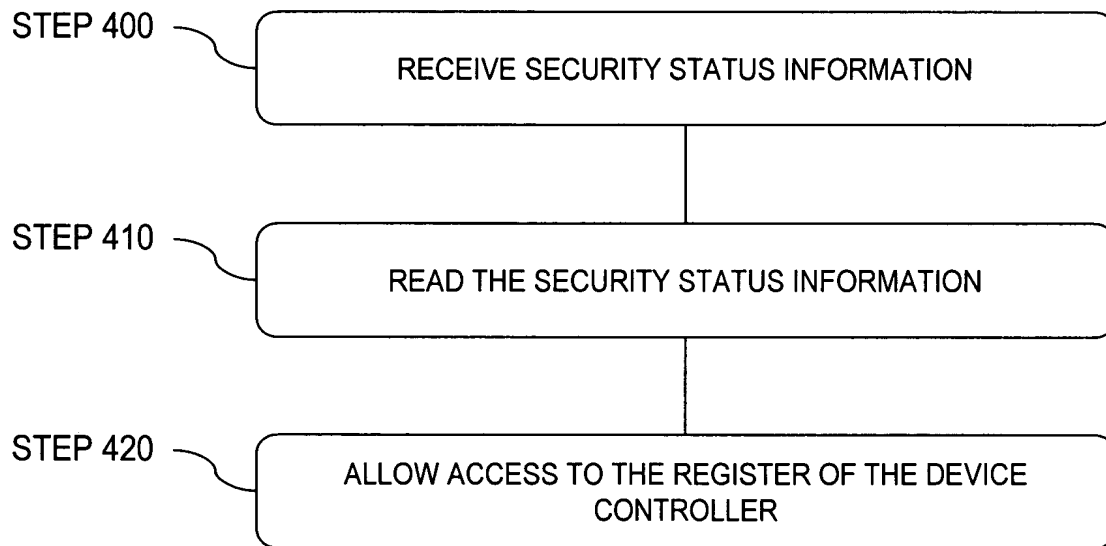 STEP 400
RECEIVE SECURITY STATUS INFORMATION
STEP 410
READ THE SECURITY STATUS INFORMATION
STEP 420
ALLOW ACCESS TO THE REGISTER OF THE DEVICE
CONTROLLER